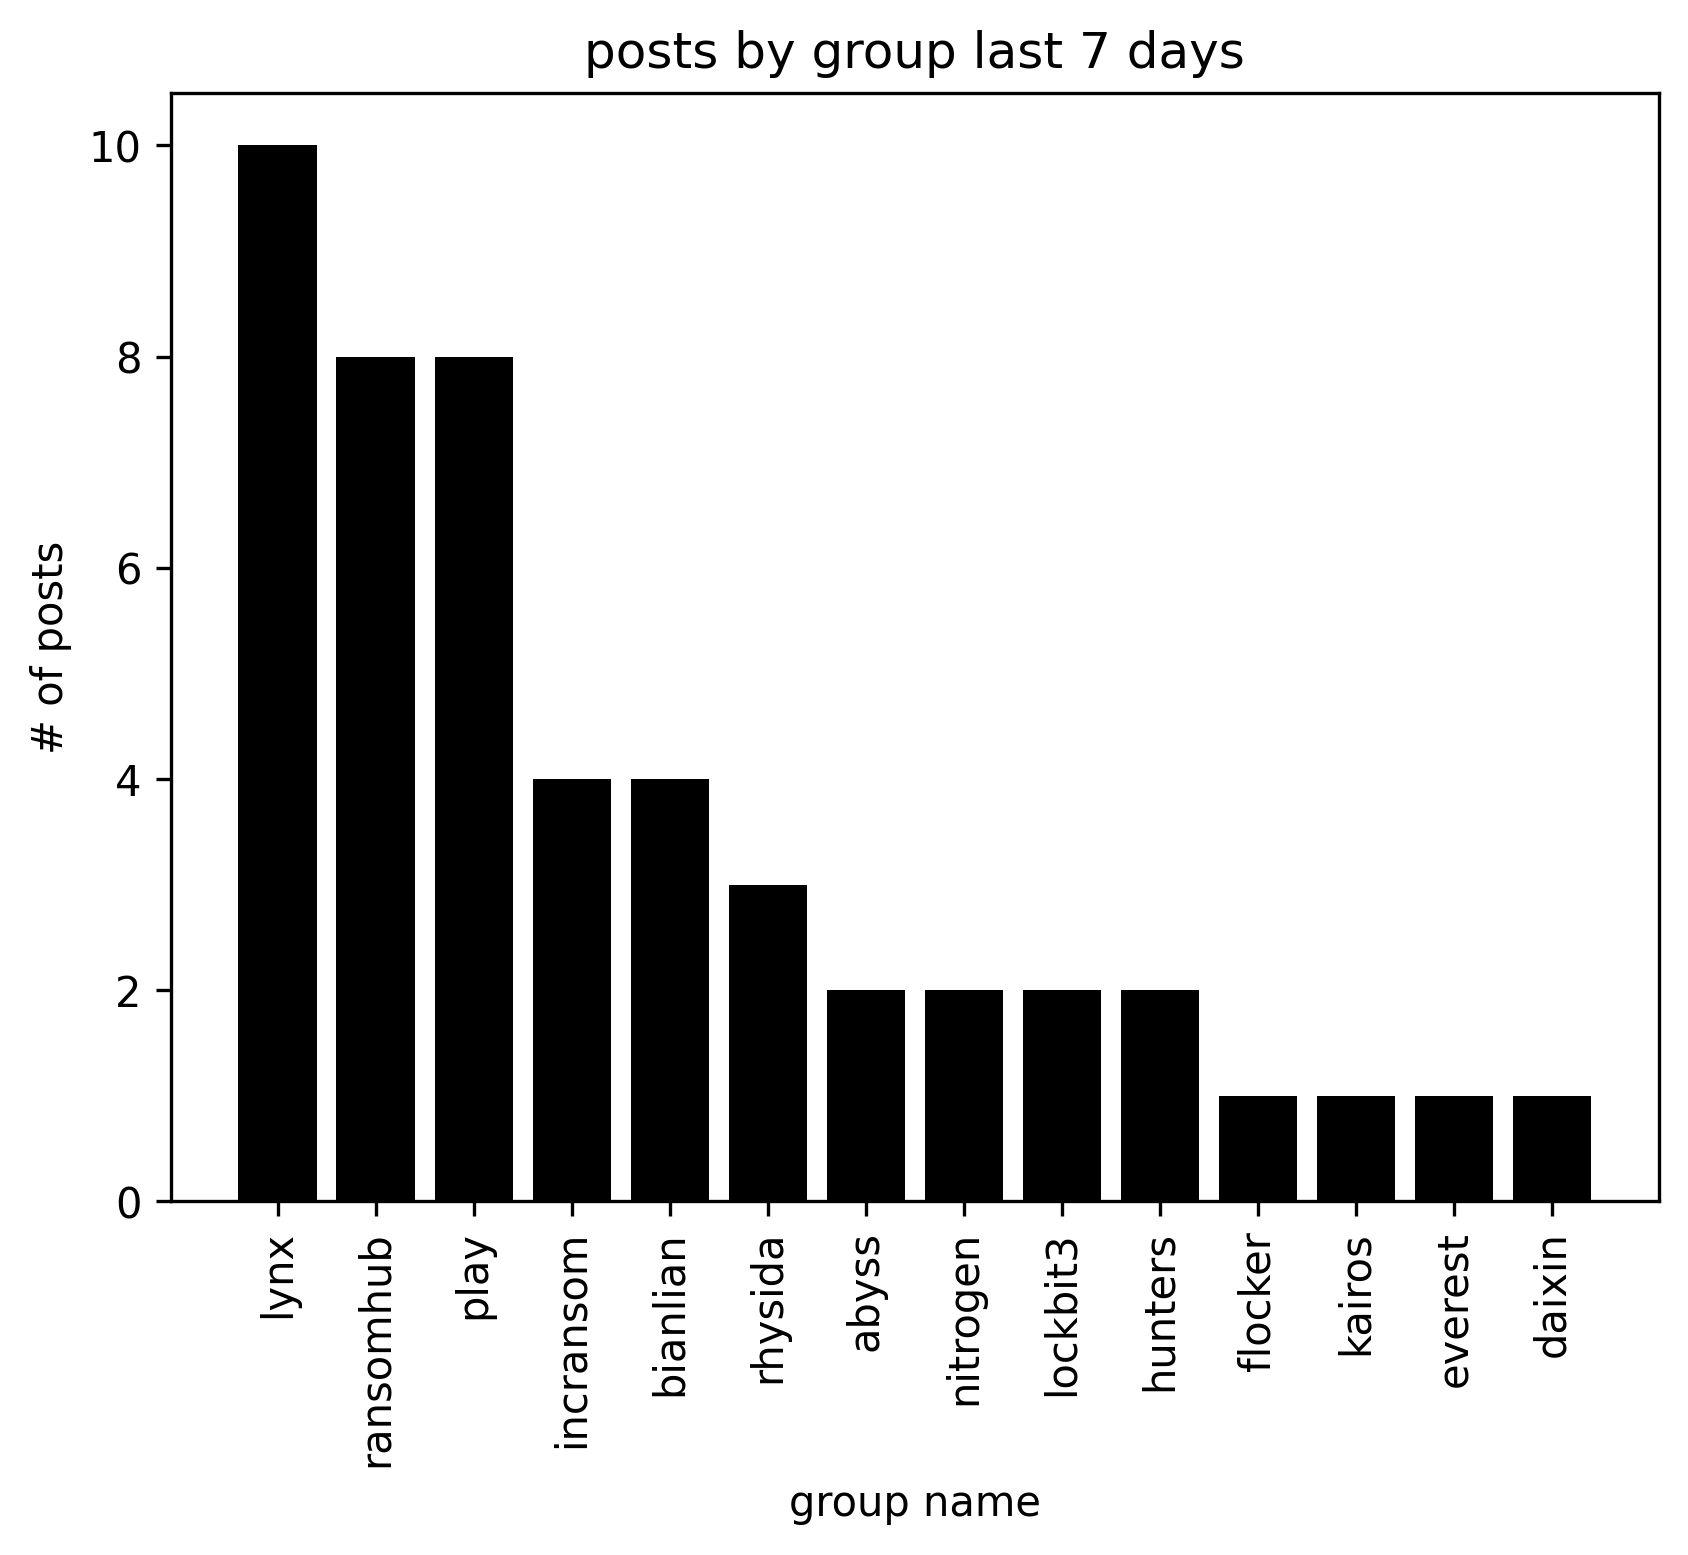 posts by group last 7 days
# of posts
10
8
6
4
2
0
lynx
ransomhub
play
incransom
bianlian
rhysida
abyss
nitrogen
lockbit3
hunters
flocker
kairos
everest
daixin
group name